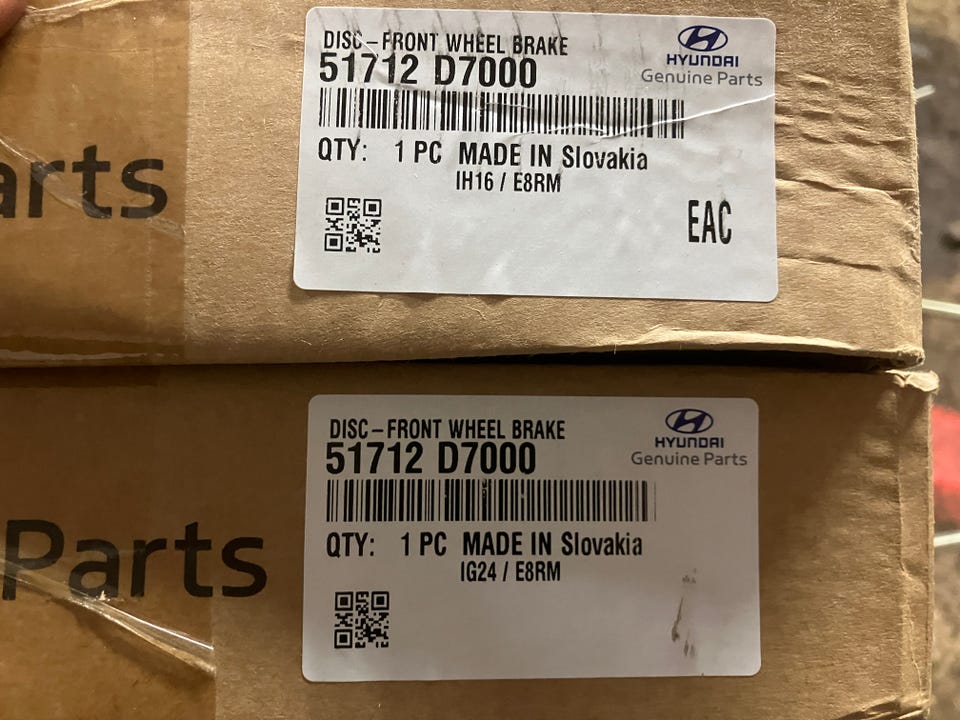 DISC-FRONT WHEEL BRAKE
51712 D7000
HYUNDAI
Genuine Parts
QTY: 1 PC MADE IN Slovakia
IH16 / E8RM
EAC
arts
DISC-FRONT WHEEL BRAKE
51712 D7000
HYUNDAI
Genuine Parts
QTY: 1 PC MADE IN Slovakia
IG24 / E8RM
Parts